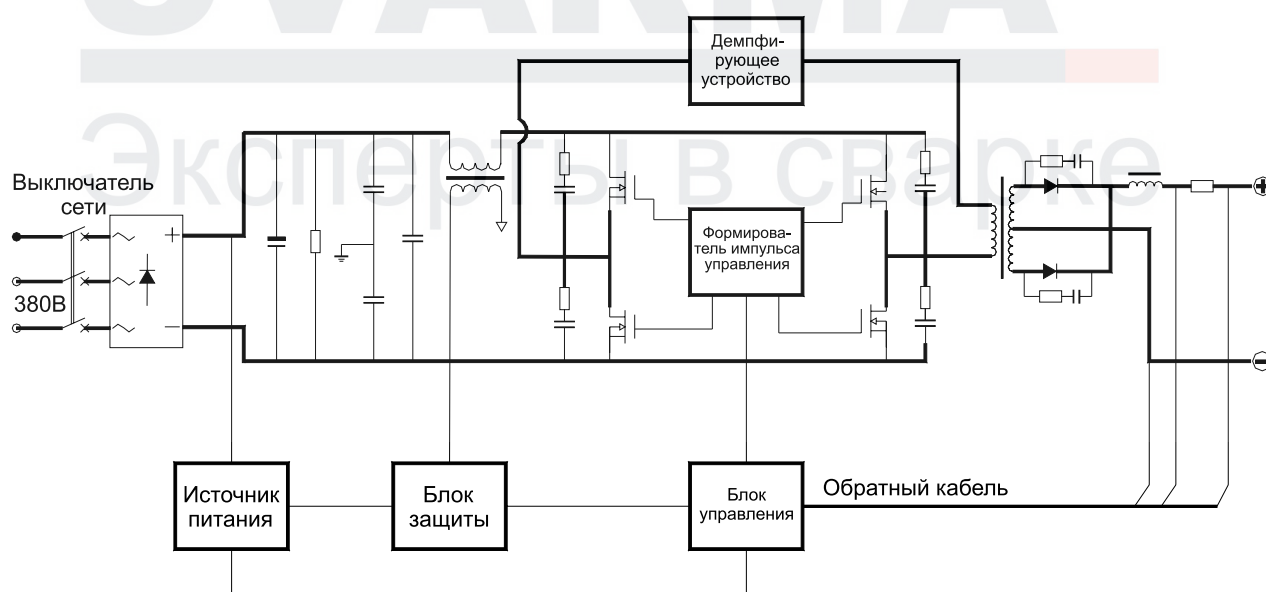 SVARMA
Эксперты в сварке
Демпфи-
рующее
устройство
Выключатель
сети
380В
+
−
Формирова-
тель импульса
управления
+
−
Источник
питания
Блок
защиты
Блок
управления
Обратный кабель